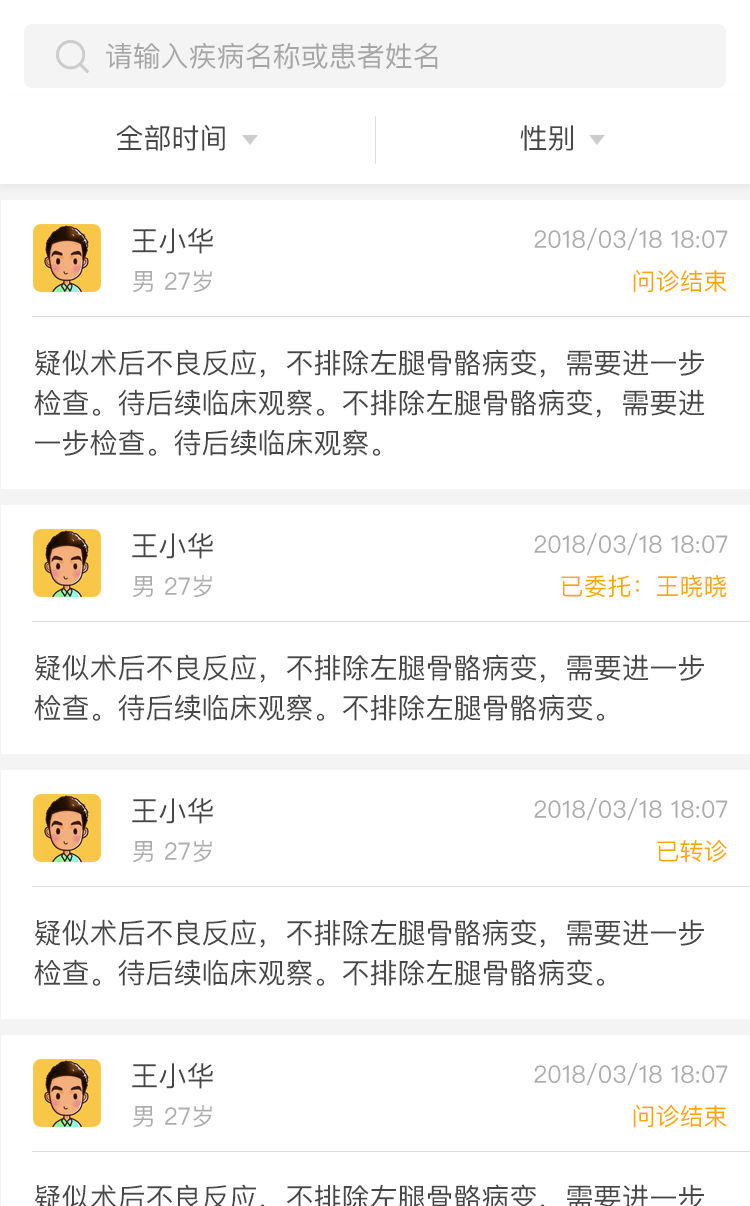 请输入疾病名称或患者姓名
全部时间 性别
王小华 2018/03/18 18:07
男 27岁 问诊结束
疑似术后不良反应，不排除左腿骨骼病变，需要进一步
检查。待后续临床观察。不排除左腿骨骼病变，需要进
一步检查。待后续临床观察。
王小华 2018/03/18 18:07
男 27岁 已委托：王晓晓
疑似术后不良反应，不排除左腿骨骼病变，需要进一步
检查。待后续临床观察。不排除左腿骨骼病变。
王小华 2018/03/18 18:07
男 27岁 已转诊
疑似术后不良反应，不排除左腿骨骼病变，需要进一步
检查。待后续临床观察。不排除左腿骨骼病变。
王小华 2018/03/18 18:07
男 27岁 问诊结束
疑似术后不良反应，不排除左腿骨骼病变，需要进一步